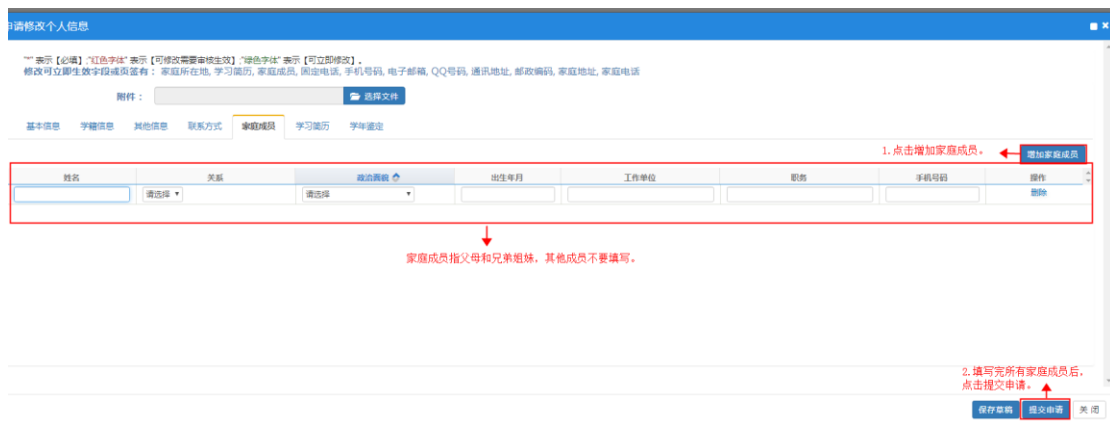 申请修改个人信息
"*" 表示【必填】;"红色字体" 表示【可修改需要审核生效】;"绿色字体" 表示【可立即修改】。
修改可立即生效字段或页签有： 家庭所在地, 学习简历, 家庭成员, 固定电话, 手机号码, 电子邮箱, QQ号码, 通讯地址, 邮政编码, 家庭地址, 家庭电话
附件： 选择文件
基本信息 学籍信息 其他信息 联系方式 家庭成员 学习简历 学年鉴定
1.点击增加家庭成员。 增加家庭成员
姓名 关系 政治面貌 出生年月 工作单位 职务 手机号码 操作
请选择 请选择 删除
家庭成员指父母和兄弟姐妹，其他成员不要填写。
2.填写完所有家庭成员后，
点击提交申请。
保存草稿 提交申请 关 闭